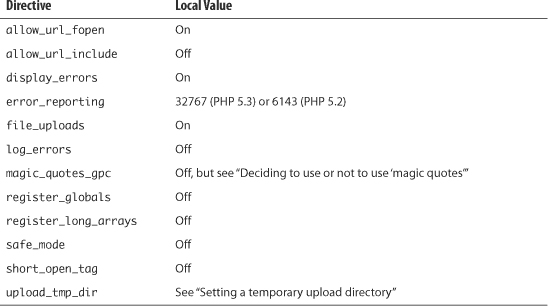 Directive Local Value
allow_url_fopen On
allow_url_include Off
display_errors On
error_reporting 32767 (PHP 5.3) or 6143 (PHP 5.2)
file_uploads On
log_errors Off
magic_quotes_gpc Off, but see “Deciding to use or not to use ‘magic quotes’”
register_globals Off
register_long_arrays Off
safe_mode Off
short_open_tag Off
upload_tmp_dir See “Setting a temporary upload directory”